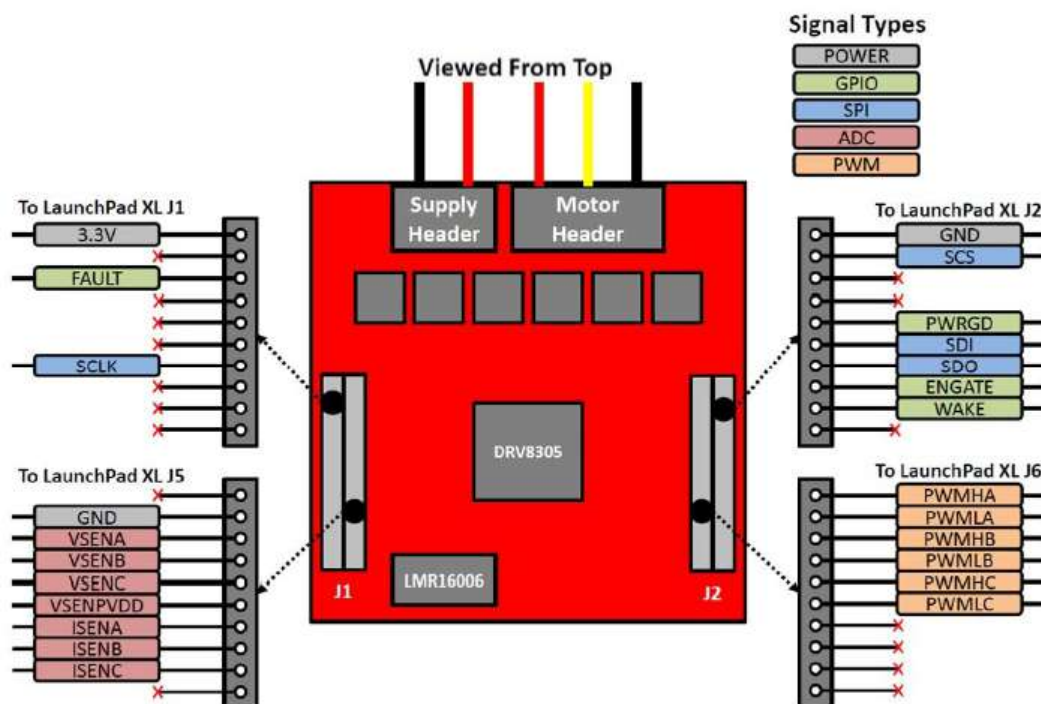 Signal Types
POWER
GPIO
SPI
ADC
PWM
Viewed From Top
Supply
Header
Motor
Header
To LaunchPad XL J1
3.3V
FAULT
SCLK
To LaunchPad XL J5
GND
VSENA
VSENB
VSENC
VSENPVDD
ISENA
ISENB
ISENC
DRV8305
LMR16006
J1
J2
To LaunchPad XL J2
GND
SCS
PWRGD
SDI
SDO
ENGATE
WAKE
To LaunchPad XL J6
PWMHA
PWMLA
PWMHB
PWMLB
PWMHC
PWMLC